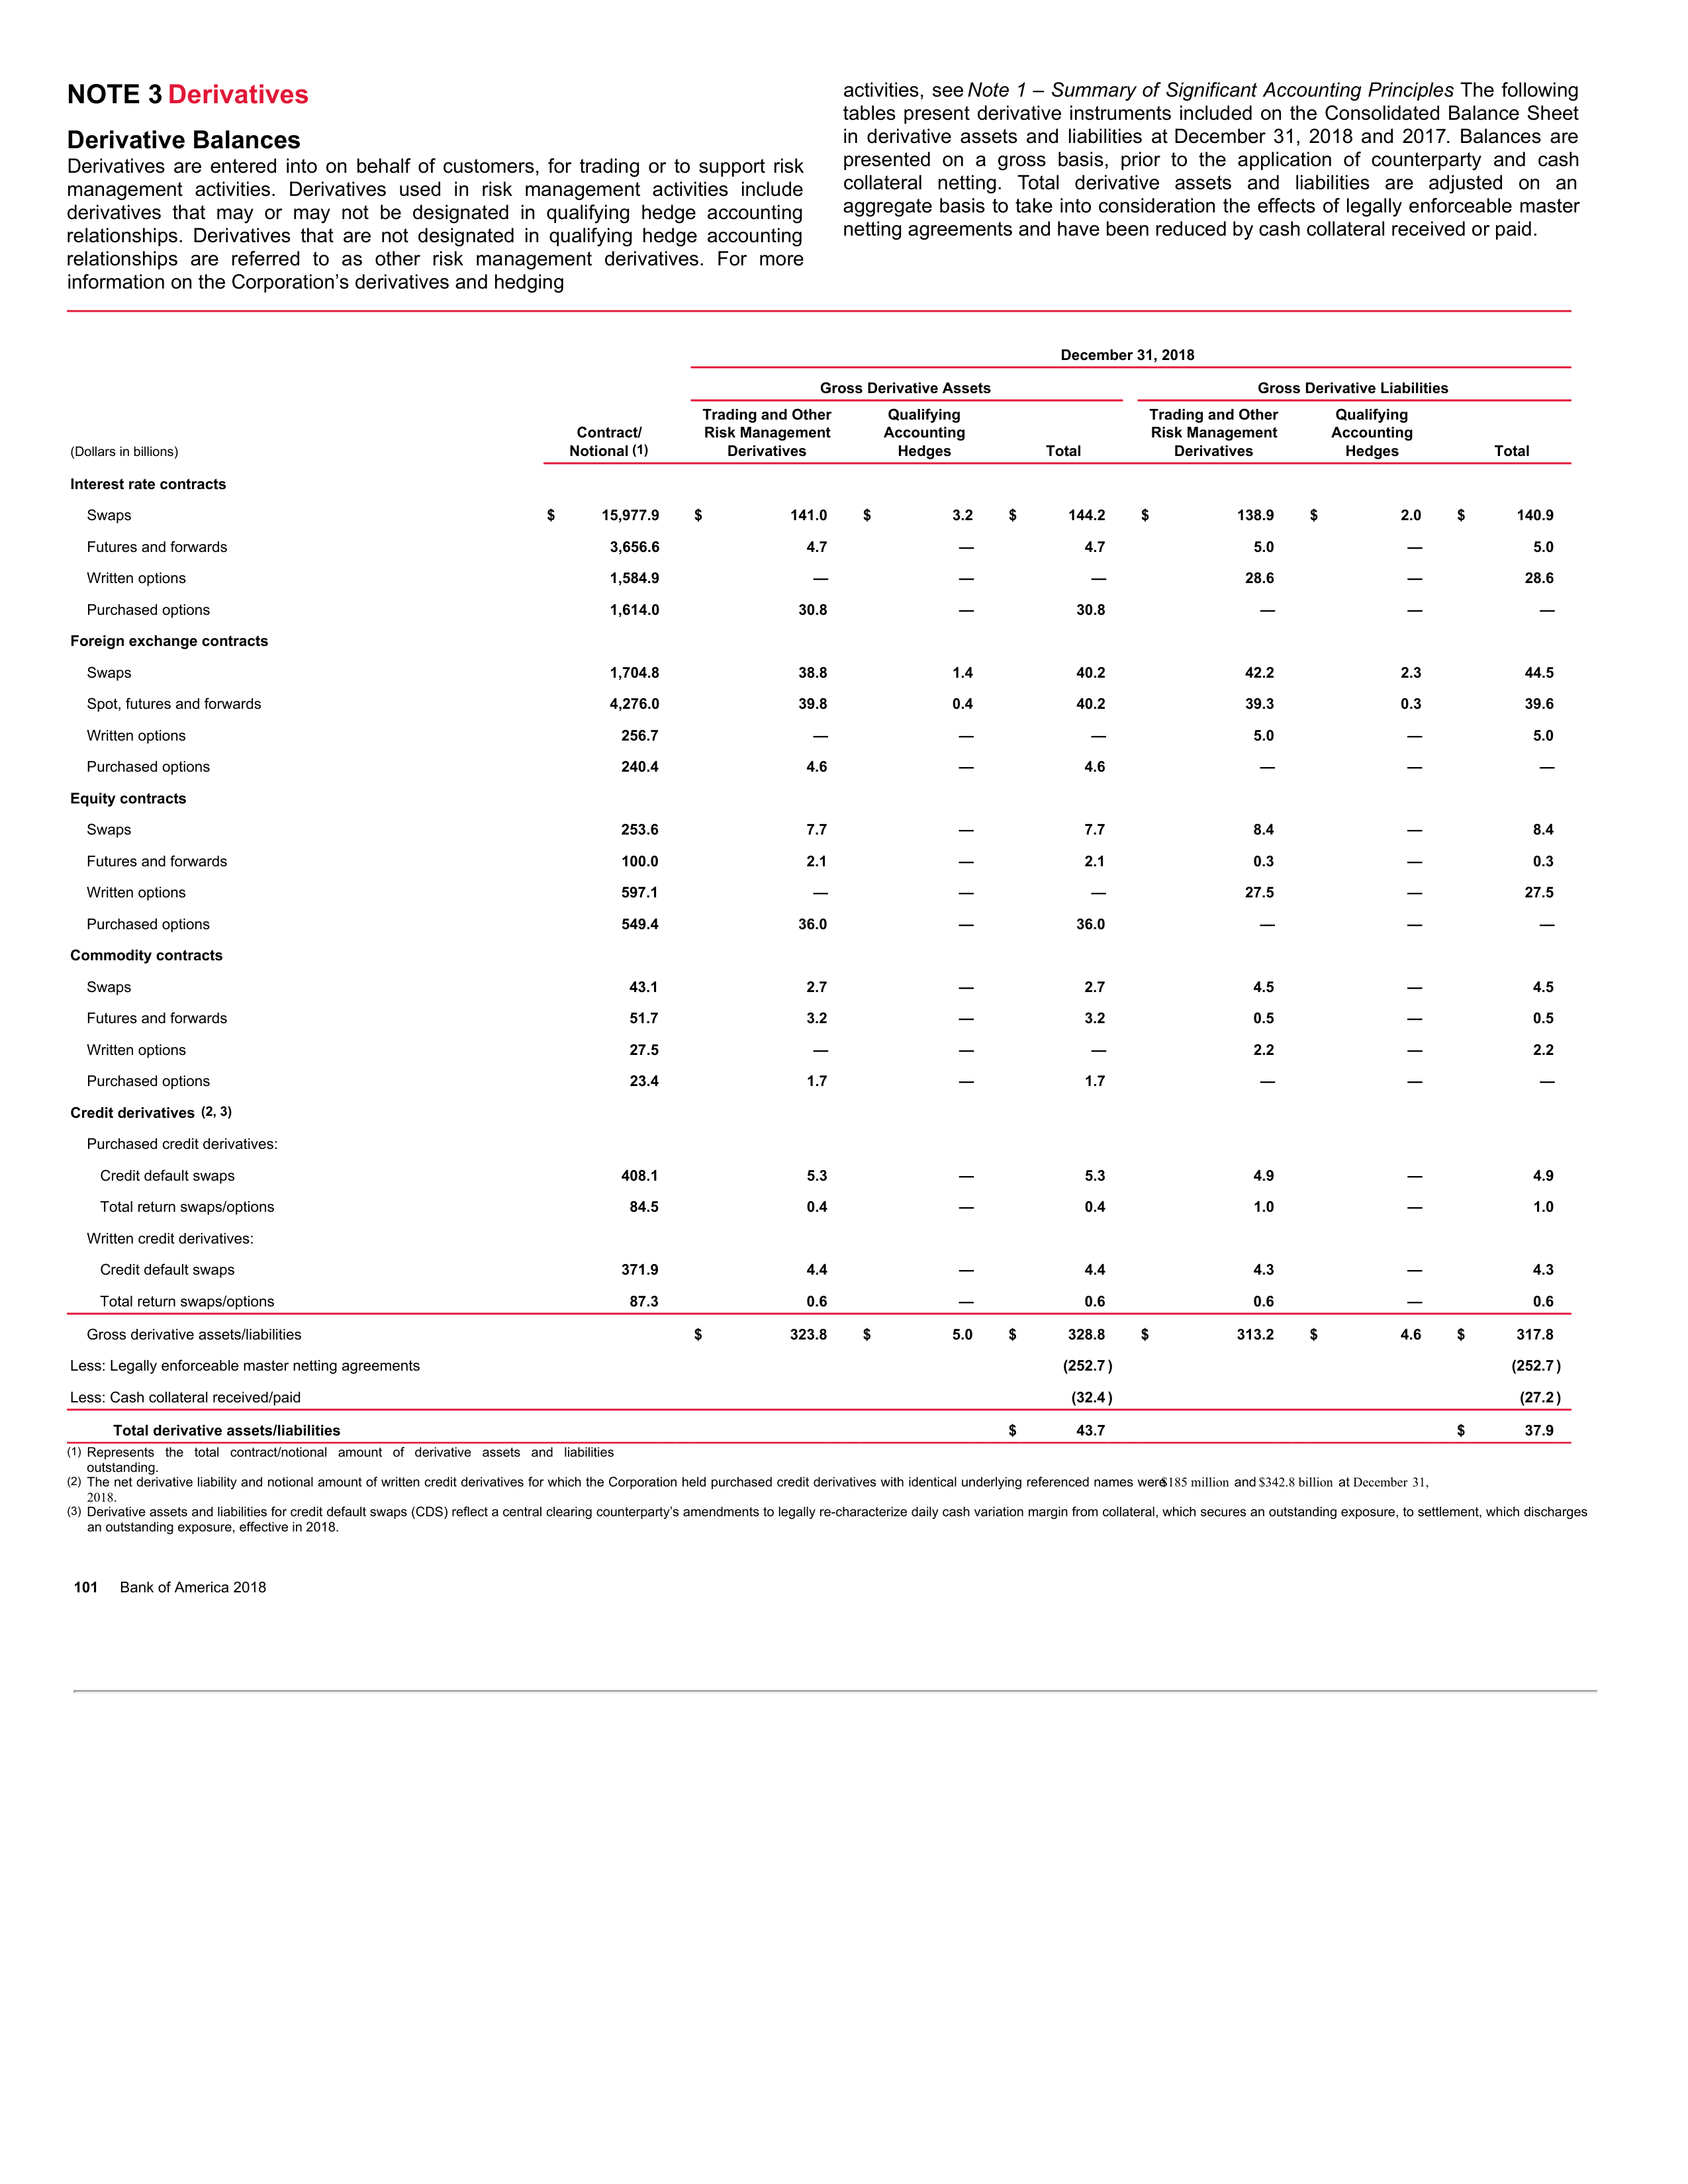 NOTE 3 Derivatives
Derivative Balances
Derivatives are entered into on behalf of customers, for trading or to support risk
management activities. Derivatives used in risk management activities include
derivatives that may or may not be designated in qualifying hedge accounting
relationships. Derivatives that are not designated in qualifying hedge accounting
relationships are referred to as other risk management derivatives. For more
information on the Corporation’s derivatives and hedging
activities, see Note 1 – Summary of Significant Accounting Principles The following
tables present derivative instruments included on the Consolidated Balance Sheet
in derivative assets and liabilities at December 31, 2018 and 2017. Balances are
presented on a gross basis, prior to the application of counterparty and cash
collateral netting. Total derivative assets and liabilities are adjusted on an
aggregate basis to take into consideration the effects of legally enforceable master
netting agreements and have been reduced by cash collateral received or paid.
December 31, 2018
Gross Derivative Assets Gross Derivative Liabilities
Trading and Other Qualifying Trading and Other Qualifying
Contract/ Risk Management Accounting Risk Management Accounting
(Dollars in billions) Notional (1) Derivatives Hedges Total Derivatives Hedges Total
Interest rate contracts
Swaps $ 15,977.9 $ 141.0 $ 3.2 $ 144.2 $ 138.9 $ 2.0 $ 140.9
Futures and forwards 3,656.6 4.7 — 4.7 5.0 — 5.0
Written options 1,584.9 — — — 28.6 — 28.6
Purchased options 1,614.0 30.8 — 30.8 — — —
Foreign exchange contracts
Swaps 1,704.8 38.8 1.4 40.2 42.2 2.3 44.5
Spot, futures and forwards 4,276.0 39.8 0.4 40.2 39.3 0.3 39.6
Written options 256.7 — — — 5.0 — 5.0
Purchased options 240.4 4.6 — 4.6 — — —
Equity contracts
Swaps 253.6 7.7 — 7.7 8.4 — 8.4
Futures and forwards 100.0 2.1 — 2.1 0.3 — 0.3
Written options 597.1 — — — 27.5 — 27.5
Purchased options 549.4 36.0 — 36.0 — — —
Commodity contracts
Swaps 43.1 2.7 — 2.7 4.5 — 4.5
Futures and forwards 51.7 3.2 — 3.2 0.5 — 0.5
Written options 27.5 — — — 2.2 — 2.2
Purchased options 23.4 1.7 — 1.7 — — —
Credit derivatives (2, 3)
Purchased credit derivatives:
Credit default swaps 408.1 5.3 — 5.3 4.9 — 4.9
Total return swaps/options 84.5 0.4 — 0.4 1.0 — 1.0
Written credit derivatives:
Credit default swaps 371.9 4.4 — 4.4 4.3 — 4.3
Total return swaps/options 87.3 0.6 — 0.6 0.6 — 0.6
Gross derivative assets/liabilities $ 323.8 $ 5.0 $ 328.8 $ 313.2 $ 4.6 $ 317.8
Less: Legally enforceable master netting agreements (252.7) (252.7)
Less: Cash collateral received/paid (32.4) (27.2)
Total derivative assets/liabilities $ 43.7 $ 37.9
(1) Represents the total contract/notional amount of derivative assets and liabilities
outstanding.
(2) The net derivative liability and notional amount of written credit derivatives for which the Corporation held purchased credit derivatives with identical underlying referenced names were $185 million and $342.8 billion at December 31,
2018.
(3) Derivative assets and liabilities for credit default swaps (CDS) reflect a central clearing counterparty’s amendments to legally re-characterize daily cash variation margin from collateral, which secures an outstanding exposure, to settlement, which discharges
an outstanding exposure, effective in 2018.
101 Bank of America 2018